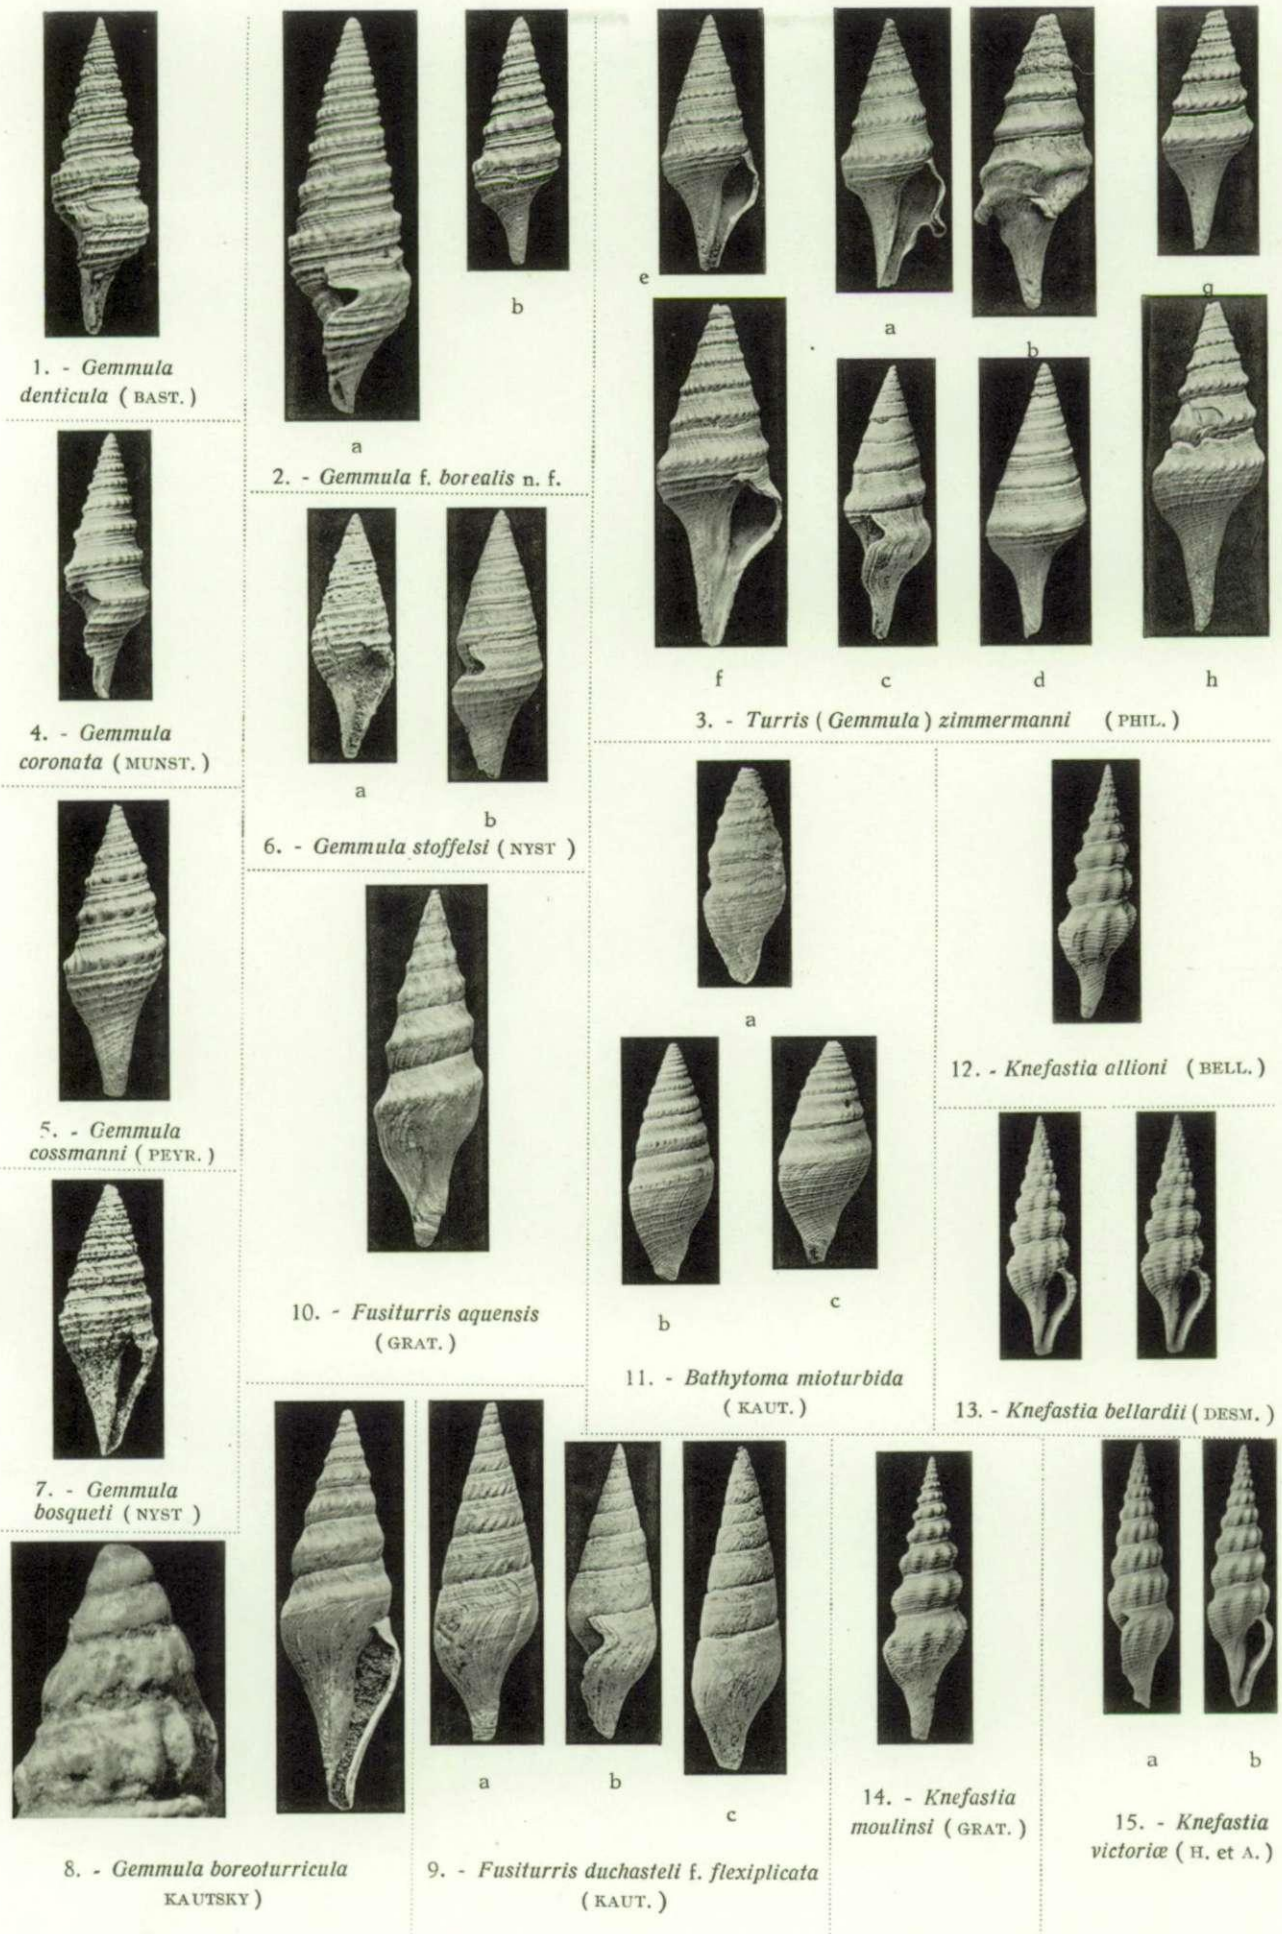 1. - Gemmula
denticula ( BAST. )
a
b
2. - Gemmula f. borealis n. f.
e
a
b
g
f
c
d
h
3. - Turris ( Gemmula ) zimmermanni ( PHIL. )
4. - Gemmula
coronata ( MUNST. )
5. - Gemmula
cossmanni ( PEYR. )
a
b
6. - Gemmula stoffelsi ( NYST )
7. - Gemmula
bosqueti ( NYST )
8. - Gemmula boreoturricula
KAUTSKY )
a
b
c
9. - Fusiturris duchasteli f. flexiplicata
( KAUT. )
10. - Fusiturris aquensis
( GRAT. )
a
b
c
11. - Bathytoma mioturbida
( KAUT. )
12. - Knefastia allioni ( BELL. )
13. - Knefastia bellardii ( DESM. )
14. - Knefastia
moulinsi ( GRAT. )
a
b
15. - Knefastia
victoriæ ( H. et A. )